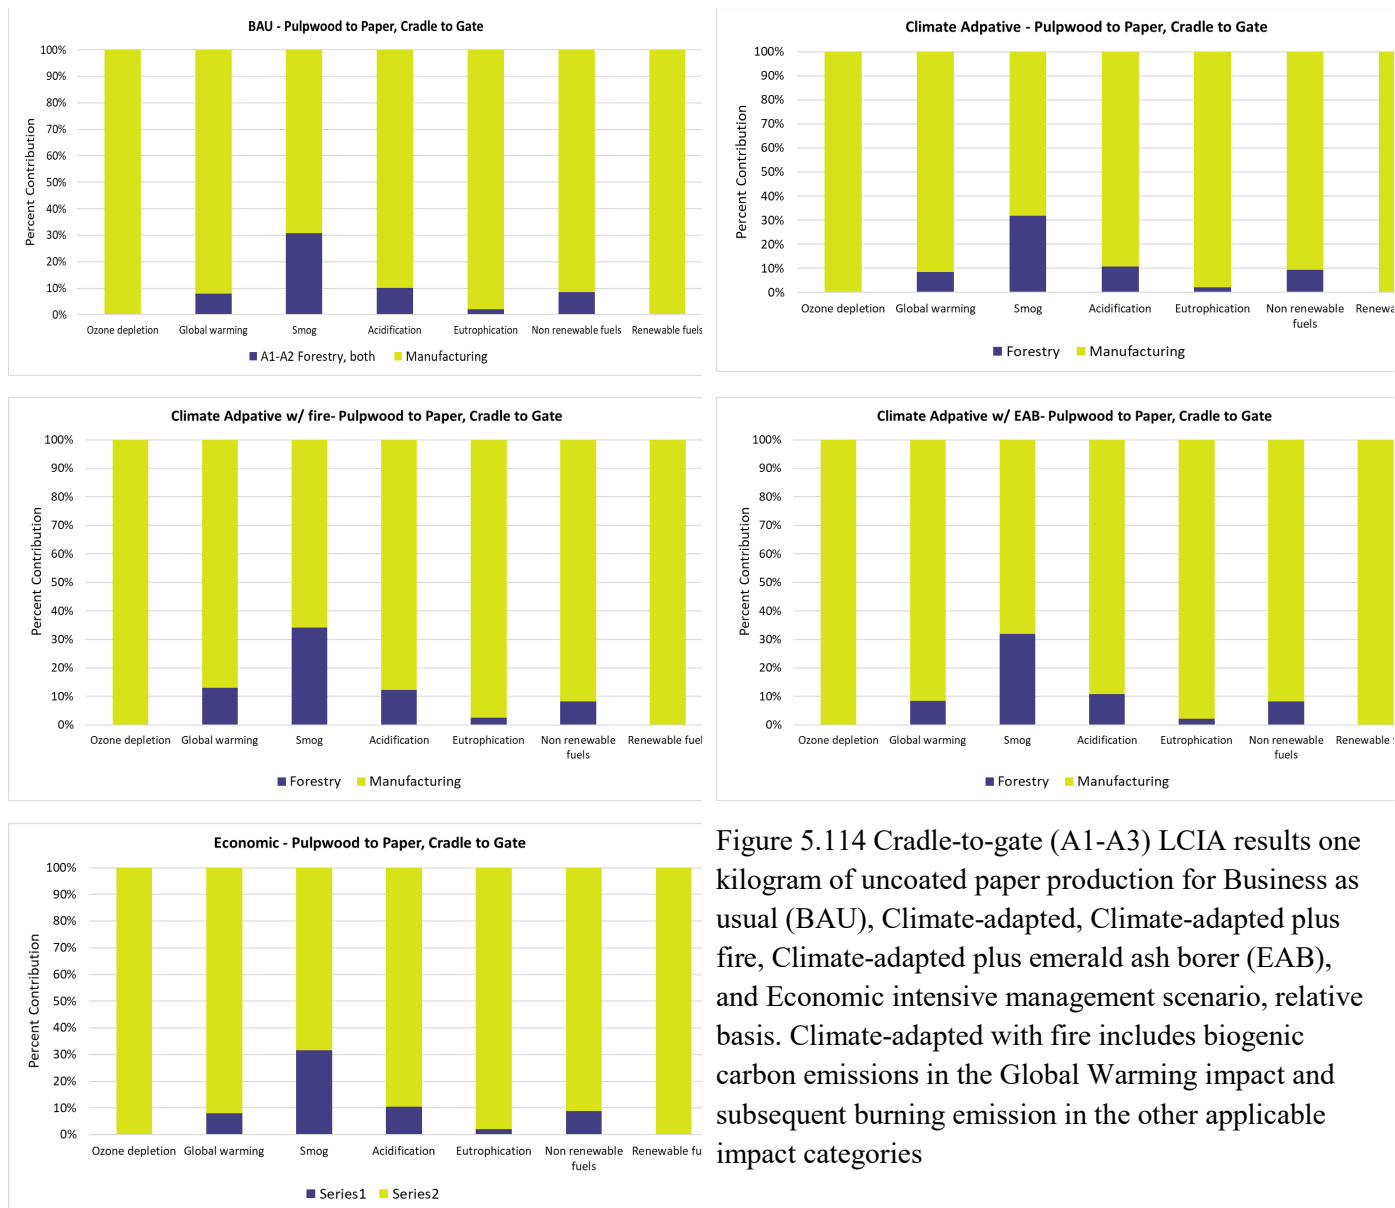 BAU - Pulpwood to Paper, Cradle to Gate
Percent Contribution
100%
90%
80%
70%
60%
50%
40%
30%
20%
10%
0%
Ozone depletion Global warming Smog Acidification Eutrophication Non renewable fuels Renewable fuels
A1-A2 Forestry, both Manufacturing
Climate Adpative - Pulpwood to Paper, Cradle to Gate
Percent Contribution
100%
90%
80%
70%
60%
50%
40%
30%
20%
10%
0%
Ozone depletion Global warming Smog Acidification Eutrophication Non renewable Renewa
fuels
Forestry Manufacturing
Climate Adpative w/ fire- Pulpwood to Paper, Cradle to Gate
Percent Contribution
100%
90%
80%
70%
60%
50%
40%
30%
20%
10%
0%
Ozone depletion Global warming Smog Acidification Eutrophication Non renewable Renewable fuel
fuels
Forestry Manufacturing
Climate Adpative w/ EAB- Pulpwood to Paper, Cradle to Gate
Percent Contribution
100%
90%
80%
70%
60%
50%
40%
30%
20%
10%
0%
Ozone depletion Global warming Smog Acidification Eutrophication Non renewable Renewable f
fuels
Forestry Manufacturing
Economic - Pulpwood to Paper, Cradle to Gate
Percent Contribution
100%
90%
80%
70%
60%
50%
40%
30%
20%
10%
0%
Ozone depletion Global warming Smog Acidification Eutrophication Non renewable Renewable fu
fuels
Series1 Series2
Figure 5.114 Cradle-to-gate (A1-A3) LCIA results one
kilogram of uncoated paper production for Business as
usual (BAU), Climate-adapted, Climate-adapted plus
fire, Climate-adapted plus emerald ash borer (EAB),
and Economic intensive management scenario, relative
basis. Climate-adapted with fire includes biogenic
carbon emissions in the Global Warming impact and
subsequent burning emission in the other applicable
impact categories